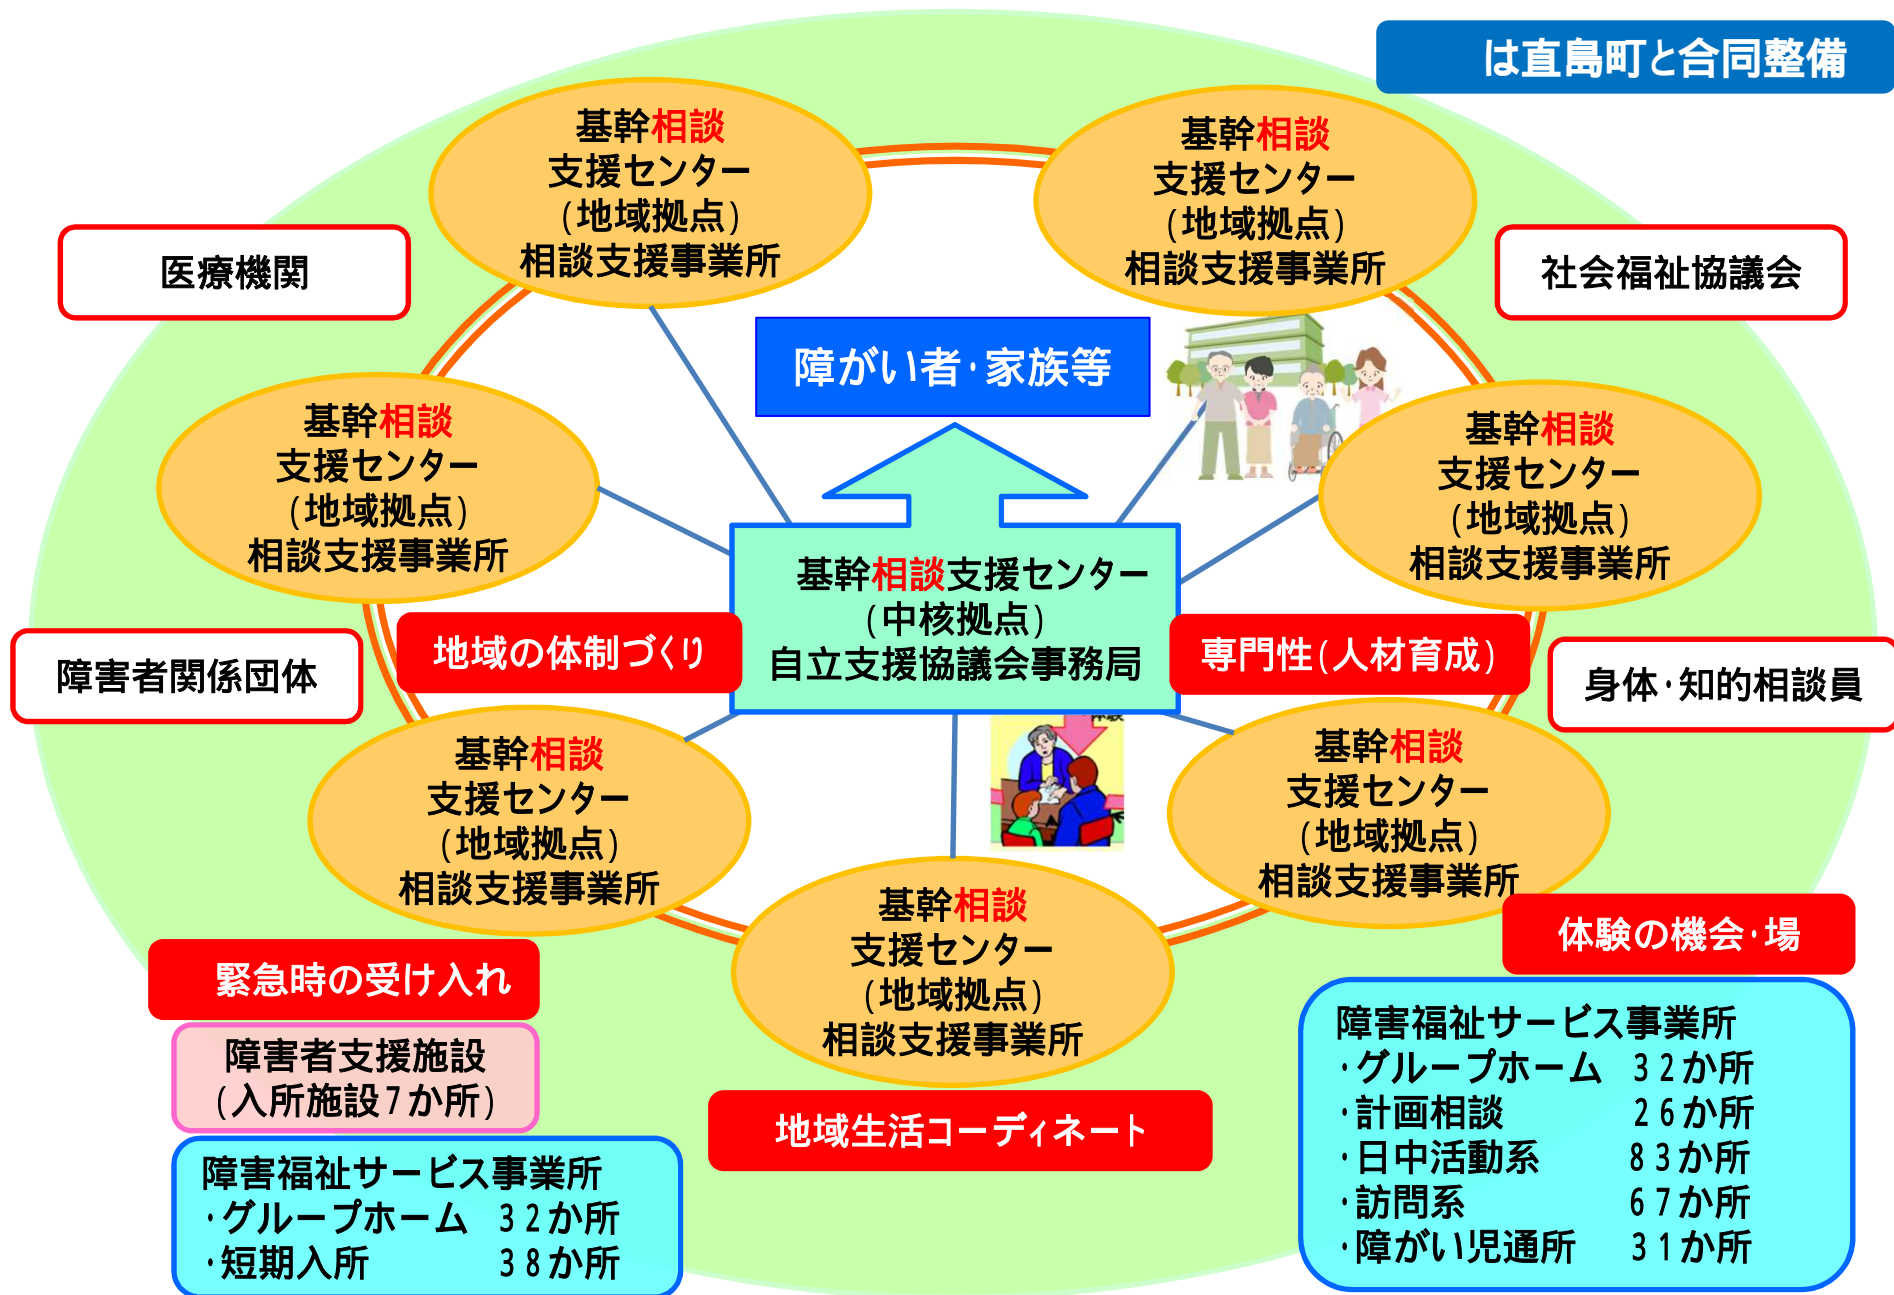 は直島町と合同整備
基幹相談
支援センター
(地域拠点)
相談支援事業所
基幹相談
支援センター
(地域拠点)
相談支援事業所
医療機関
社会福祉協議会
障がい者・家族等
基幹相談
支援センター
(地域拠点)
相談支援事業所
基幹相談
支援センター
(地域拠点)
相談支援事業所
基幹相談支援センター
(中核拠点)
自立支援協議会事務局
地域の体制づくり
専門性(人材育成)
障害者関係団体
身体・知的相談員
体験
基幹相談
支援センター
(地域拠点)
相談支援事業所
基幹相談
支援センター
(地域拠点)
相談支援事業所
基幹相談
支援センター
(地域拠点)
相談支援事業所
緊急時の受け入れ
障害者支援施設
(入所施設7か所)
障害福祉サービス事業所
・グループホーム 32か所
・短期入所 38か所
地域生活コーディネート
体験の機会・場
障害福祉サービス事業所
・グループホーム 32か所
・計画相談 26か所
・日中活動系 83か所
・訪問系 67か所
・障がい児通所 31か所